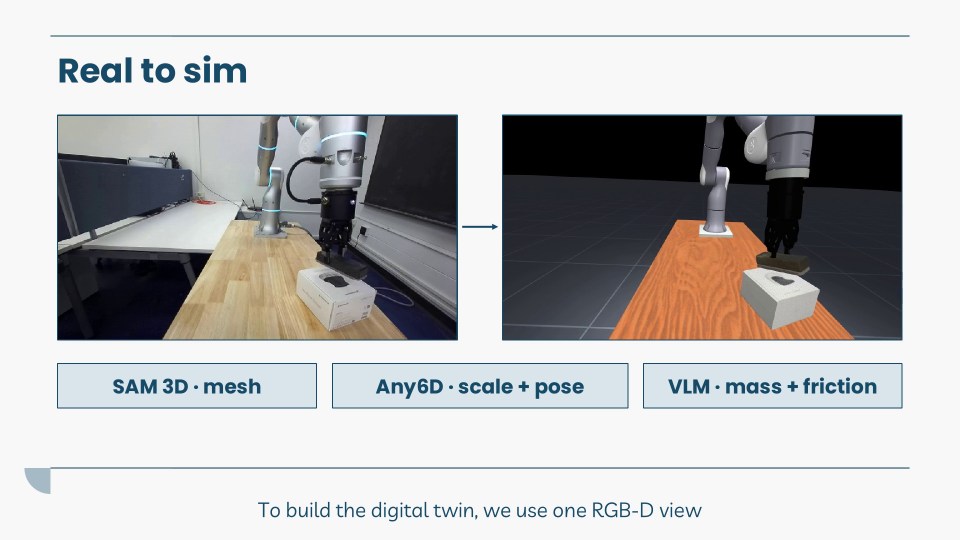 Real to sim
SAM 3D · mesh
Any6D · scale + pose
VLM · mass + friction
To build the digital twin, we use one RGB-D view